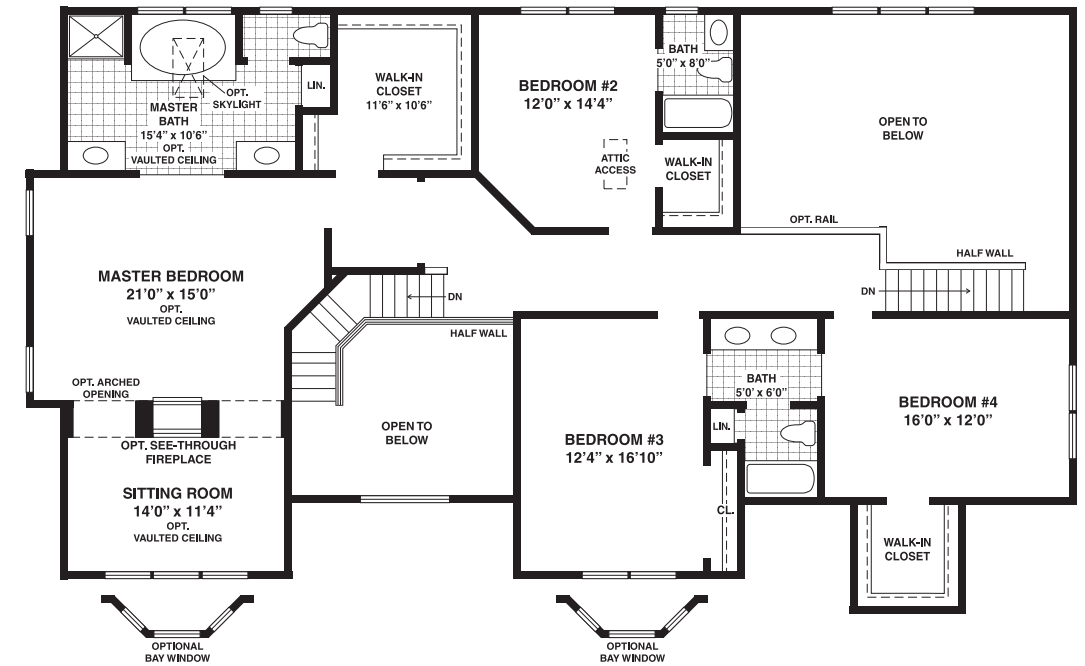 OPT.
SKYLIGHT
MASTER
BATH
15'4" x 10'6"
OPT.
VAULTED CEILING
LIN.
WALK-IN
CLOSET
11'6" x 10'6"
BEDROOM #2
12'0" x 14'4"
ATTIC
ACCESS
BATH
5'0" x 8'0"
WALK-IN
CLOSET
OPEN TO
BELOW
OPT. RAIL
HALF WALL
DN
MASTER BEDROOM
21'0" x 15'0"
OPT.
VAULTED CEILING
DN
HALF WALL
OPT. ARCHED
OPENING
OPT. SEE-THROUGH
FIREPLACE
SITTING ROOM
14'0" x 11'4"
OPT.
VAULTED CEILING
OPEN TO
BELOW
BEDROOM #3
12'4" x 16'10"
BATH
5'0' x 6'0"
LIN.
CL.
BEDROOM #4
16'0" x 12'0"
WALK-IN
CLOSET
OPTIONAL
BAY WINDOW
OPTIONAL
BAY WINDOW